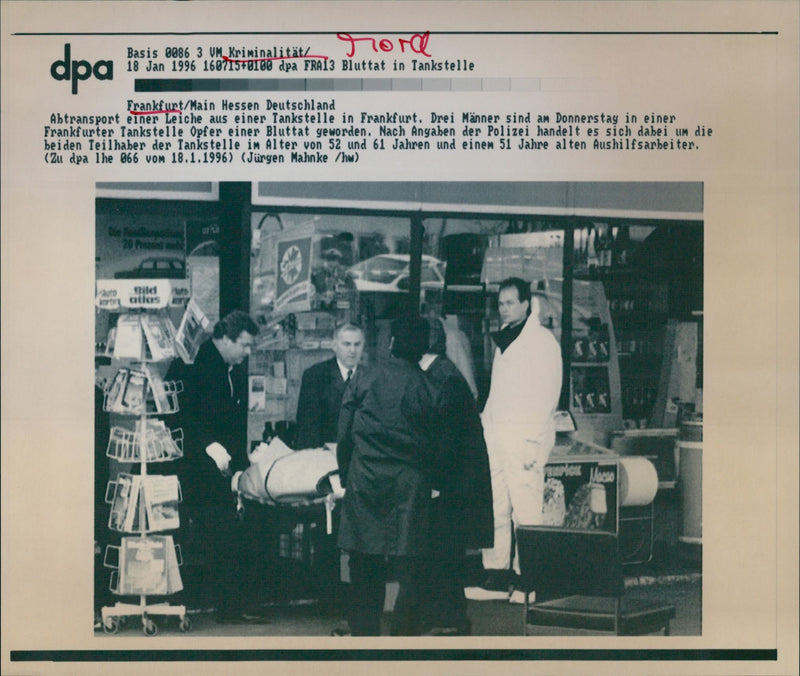 Mord
dpa
Basis 0086 3 VM Kriminalität/
18 Jan 1996 160715+0100 dpa FRA13 Bluttat in Tankstelle
Frankfurt/Main Hessen Deutschland
Abtransport einer Leiche aus einer Tankstelle in Frankfurt. Drei Männer sind am Donnerstag in einer
Frankfurter Tankstelle Opfer einer Bluttat geworden. Nach Angaben der Polizei handelt es sich dabei um die
beiden Teilhaber der Tankstelle im Alter von 52 und 61 Jahren und einem 51 Jahre alten Aushilfsarbeiter.
(Zu dpa lhe 066 vom 18.1.1996) (Jürgen Mahnke /hw)
20 Prozent
Bild
atlas